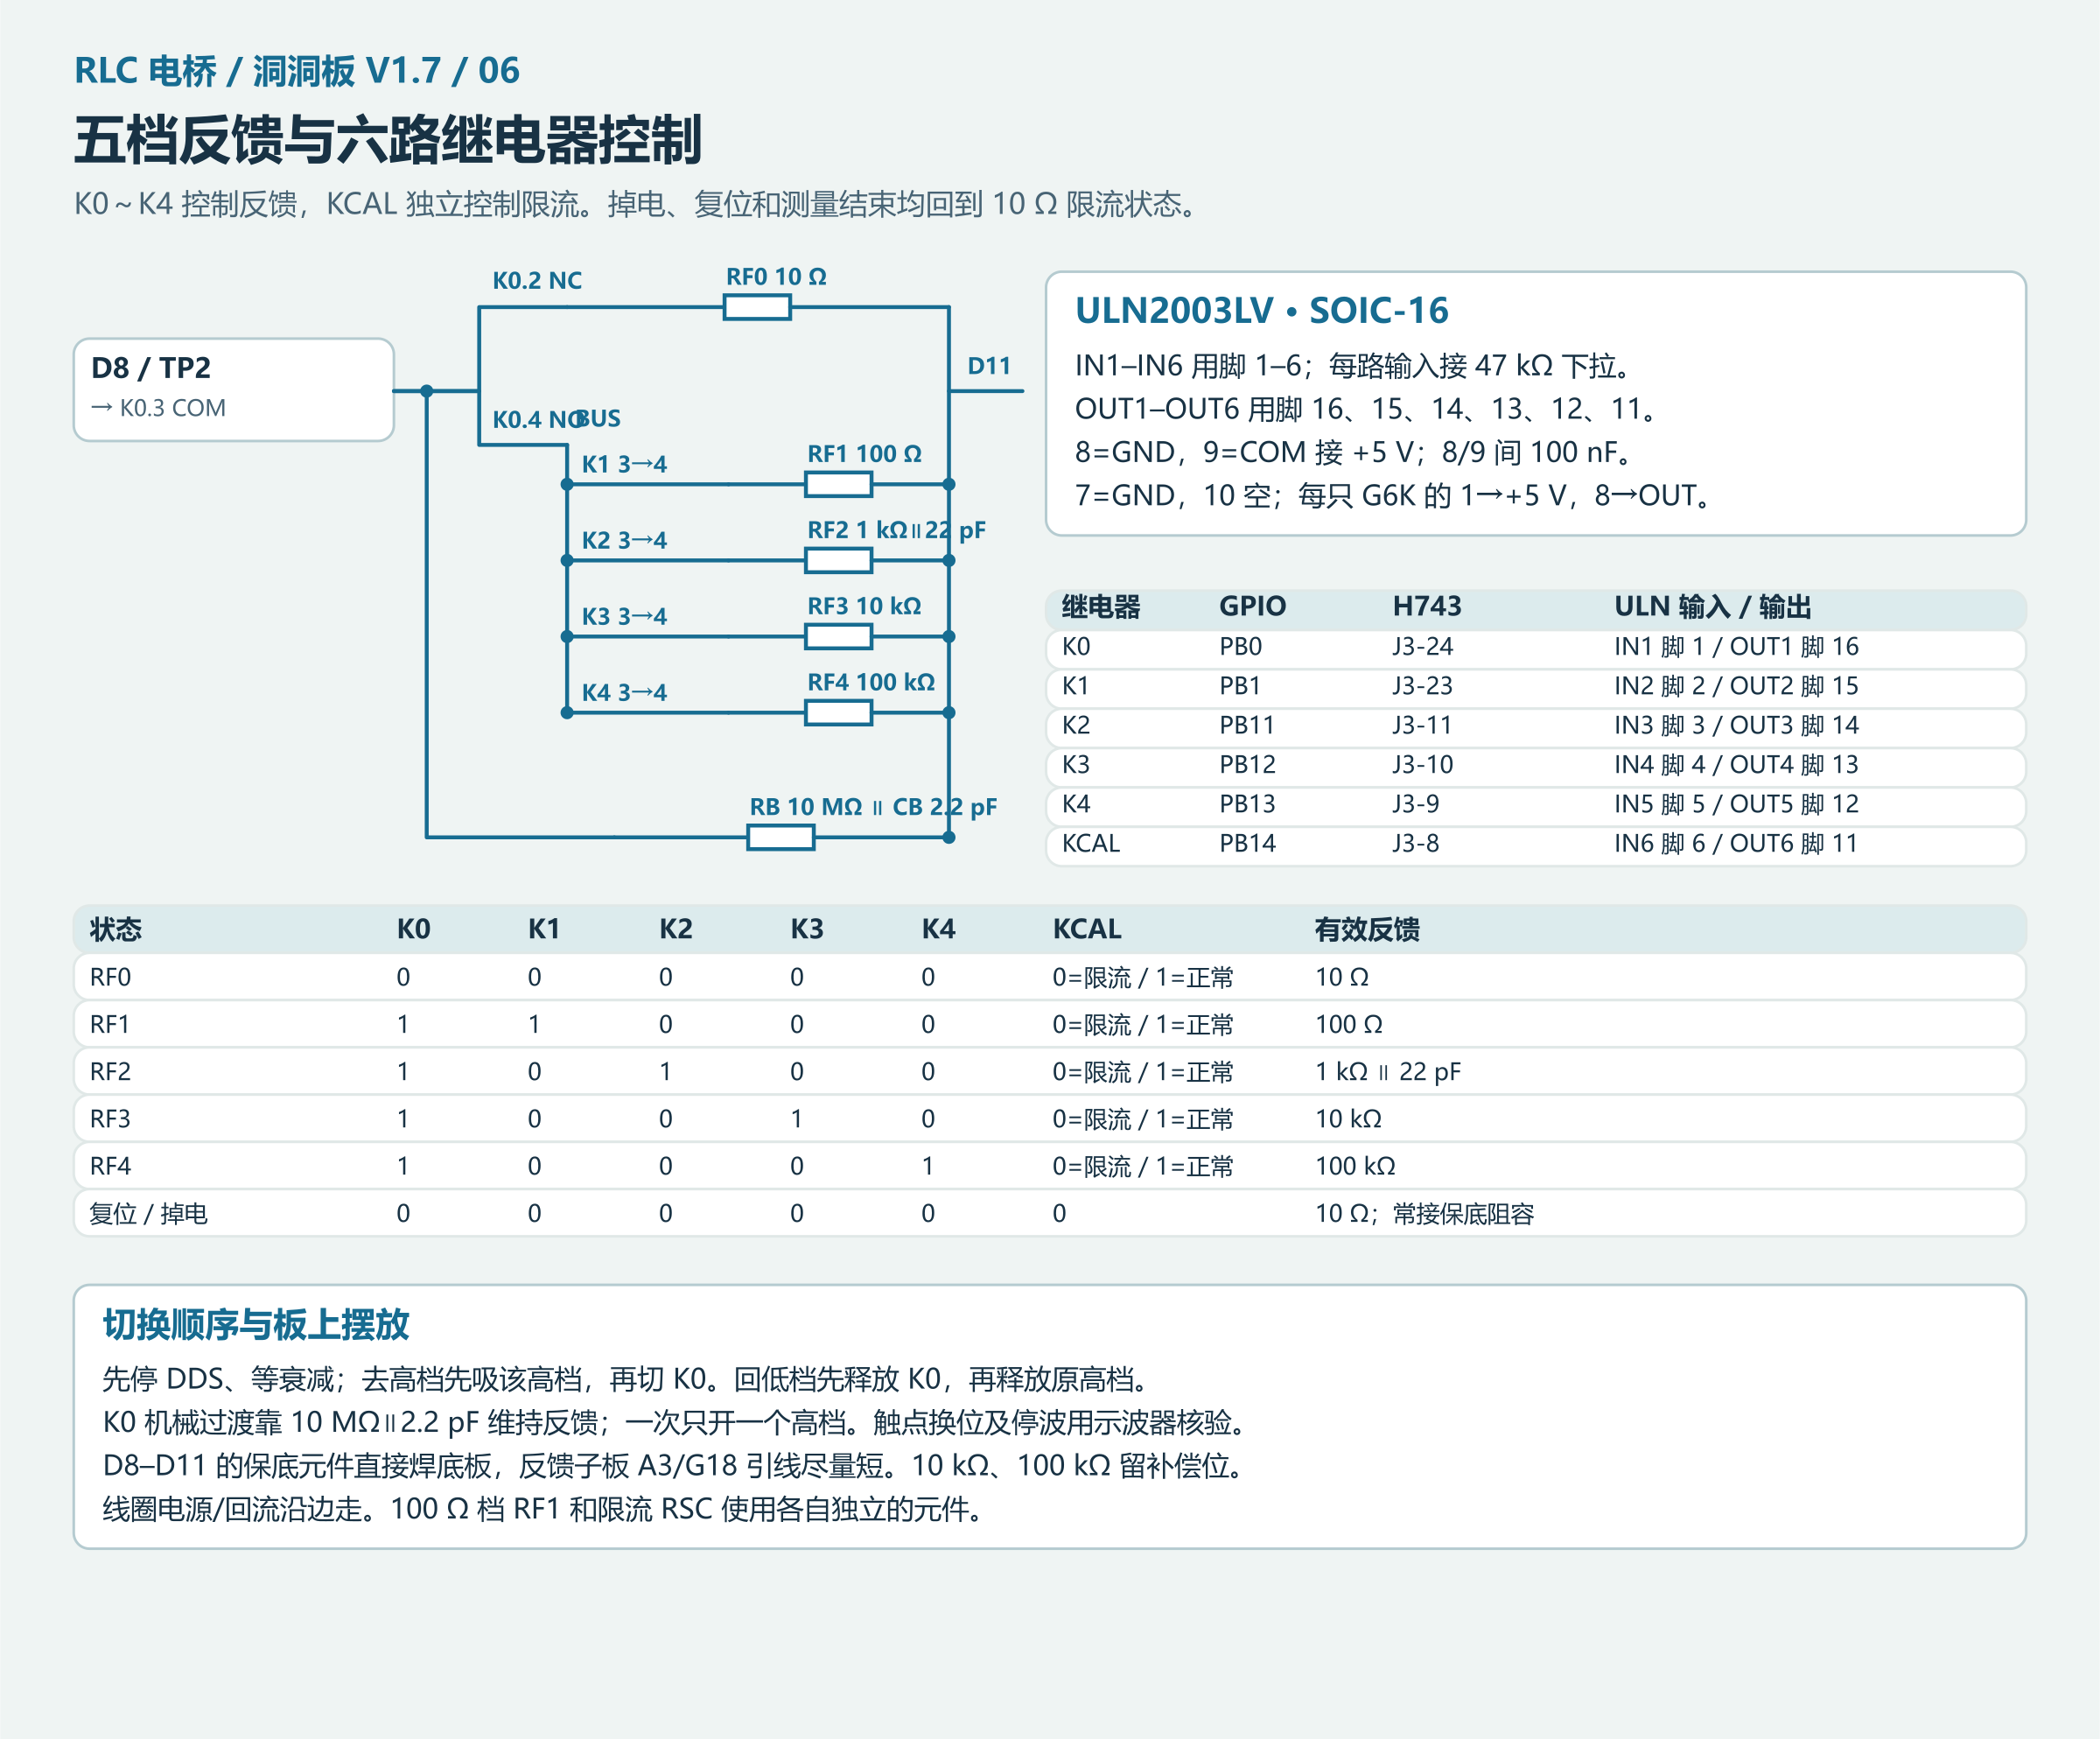 RLC 电桥 / 洞洞板 V1.7 / 06
五档反馈与六路继电器控制
K0～K4 控制反馈，KCAL 独立控制限流。掉电、复位和测量结束均回到 10 Ω 限流状态。
D8 / TP2
→ K0.3 COM
K0.2 NC
RF0 10 Ω
D11
K0.4 NO
BUS
K1 3→4
RF1 100 Ω
K2 3→4
RF2 1 kΩ∥22 pF
K3 3→4
RF3 10 kΩ
K4 3→4
RF4 100 kΩ
RB 10 MΩ ∥ CB 2.2 pF
ULN2003LV • SOIC-16
IN1–IN6 用脚 1–6；每路输入接 47 kΩ 下拉。
OUT1–OUT6 用脚 16、15、14、13、12、11。
8=GND，9=COM 接 +5 V；8/9 间 100 nF。
7=GND，10 空；每只 G6K 的 1→+5 V，8→OUT。
继电器 GPIO H743 ULN 输入 / 输出
K0 PB0 J3-24 IN1 脚 1 / OUT1 脚 16
K1 PB1 J3-23 IN2 脚 2 / OUT2 脚 15
K2 PB11 J3-11 IN3 脚 3 / OUT3 脚 14
K3 PB12 J3-10 IN4 脚 4 / OUT4 脚 13
K4 PB13 J3-9 IN5 脚 5 / OUT5 脚 12
KCAL PB14 J3-8 IN6 脚 6 / OUT6 脚 11
状态 K0 K1 K2 K3 K4 KCAL 有效反馈
RF0 0 0 0 0 0 0=限流 / 1=正常 10 Ω
RF1 1 1 0 0 0 0=限流 / 1=正常 100 Ω
RF2 1 0 1 0 0 0=限流 / 1=正常 1 kΩ ∥ 22 pF
RF3 1 0 0 1 0 0=限流 / 1=正常 10 kΩ
RF4 1 0 0 0 1 0=限流 / 1=正常 100 kΩ
复位 / 掉电 0 0 0 0 0 0 10 Ω；常接保底阻容
切换顺序与板上摆放
先停 DDS、等衰减；去高档先吸该高档，再切 K0。回低档先释放 K0，再释放原高档。
K0 机械过渡靠 10 MΩ∥2.2 pF 维持反馈；一次只开一个高档。触点换位及停波用示波器核验。
D8–D11 的保底元件直接焊底板，反馈子板 A3/G18 引线尽量短。10 kΩ、100 kΩ 留补偿位。
线圈电源/回流沿边走。100 Ω 档 RF1 和限流 RSC 使用各自独立的元件。